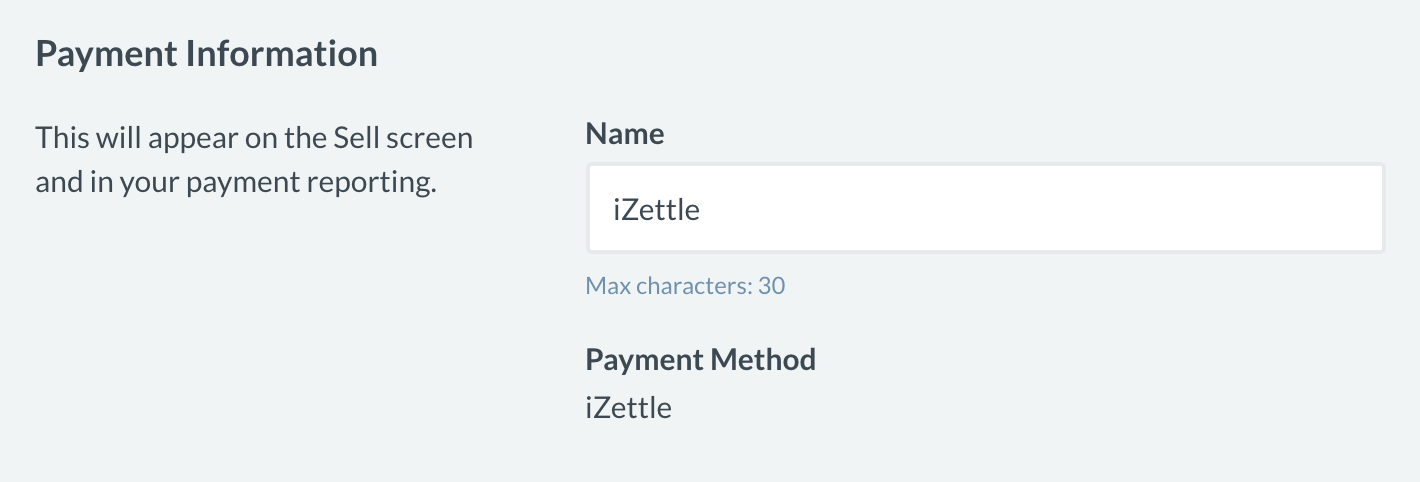 Payment Information
This will appear on the Sell screen
and in your payment reporting.
Name
iZettle
Max characters: 30
Payment Method
iZettle